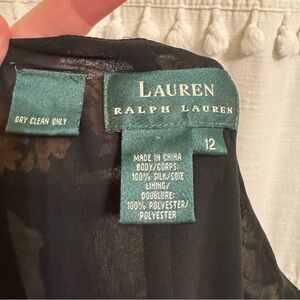 LAUREN
RALPH LAUREN
DRY CLEAN ONLY
12
MADE IN CHINA
BODY/CORPS:
100% SILK/SOIE
LINING/
DOUBLURE:
100% POLYESTER/
POLYESTER